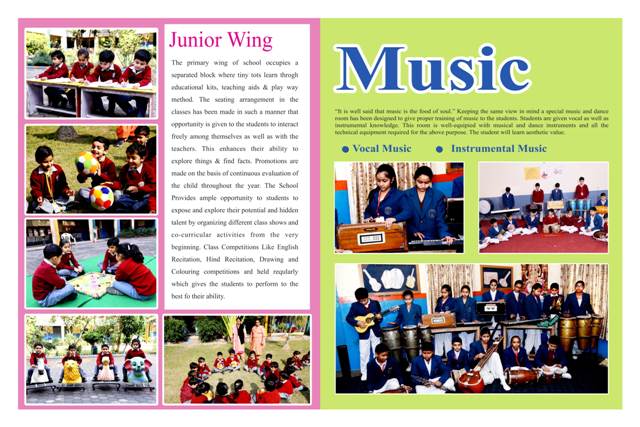 Junior Wing
The primary wing of school occupies a
separated block where tiny tots learn throgh
educational kits, teaching aids & play way
method. The seating arrangement in the
classes has been made in such a manner that
opportunity is given to the students to interact
freely among themselves as well as with the
teachers. This enhances their ability to
explore things & find facts. Promotions are
made on the basis of continuous evaluation of
the child throughout the year. The School
Provides ample opportunity to students to
expose and explore their potential and hidden
talent by organizing different class shows and
co-curricular activities from the very
beginning. Class Competitions Like English
Recitation, Hind Recitation, Drawing and
Colouring competitions ard held reqularly
which gives the students to perform to the
best fo their ability.
Music
"It is well said that music is the food of soul." Keeping the same view in mind a special music and dance
room has been designed to give proper training of music to the students. Students are given vocal as well as
instrumental knowledge. This room is well-equipted with musical and dance instruments and all the
technical equipment required for the above purpose. The student will learn aesthetic value.
● Vocal Music ● Instrumental Music